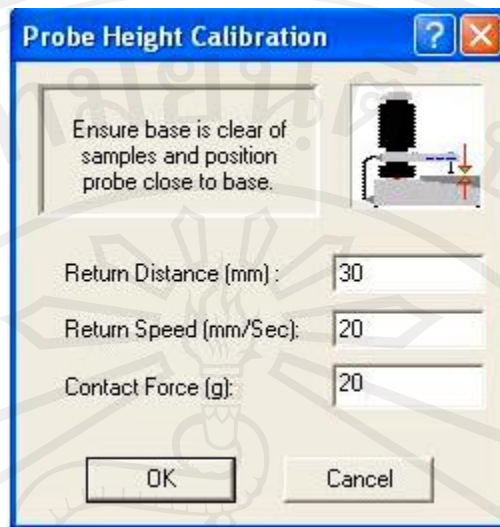 Probe Height Calibration
Ensure base is clear of
samples and position
probe close to base.
Return Distance (mm) : 30
Return Speed (mm/Sec): 20
Contact Force (g): 20
OK Cancel